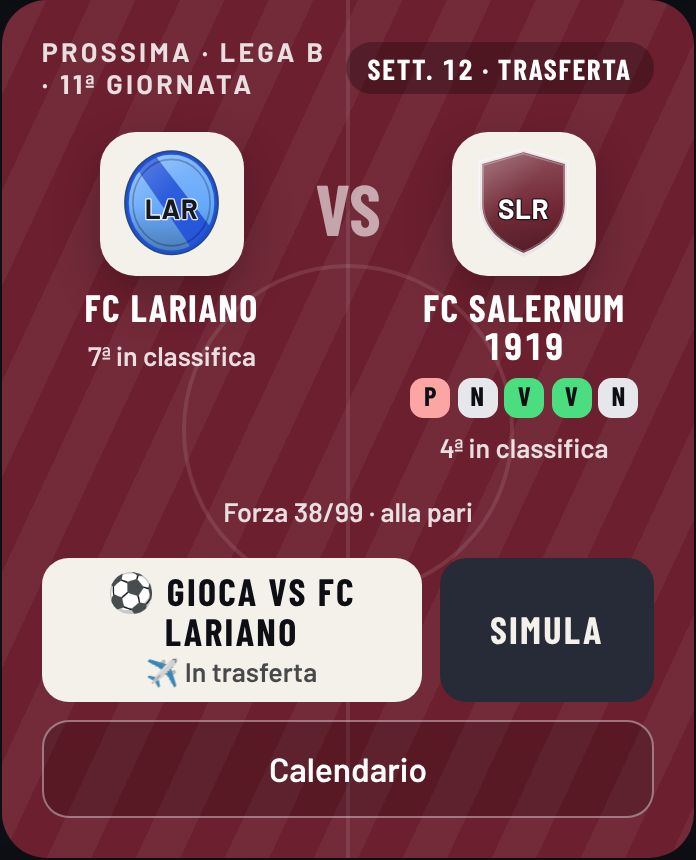 PROSSIMA · LEGA B
· 11ª GIORNATA
SETT. 12 · TRASFERTA
LAR
VS
SLR
FC LARIANO
7ª in classifica
FC SALERNUM
1919
P N V V N
4ª in classifica
Forza 38/99 · alla pari
⚽ GIOCA VS FC
LARIANO
✈️ In trasferta
SIMULA
Calendario